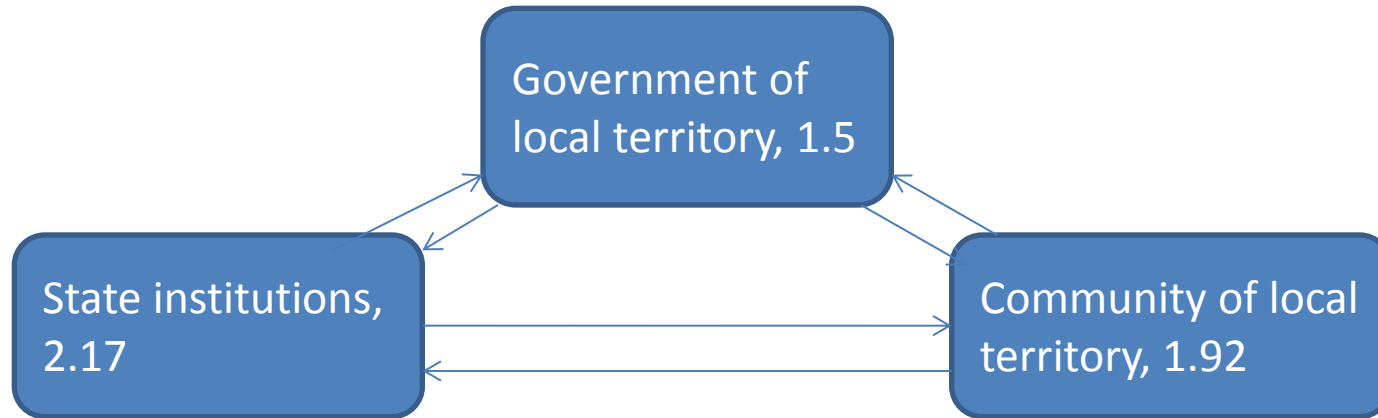 Government of
local territory, 1.5
State institutions,
2.17
Community of local
territory, 1.92